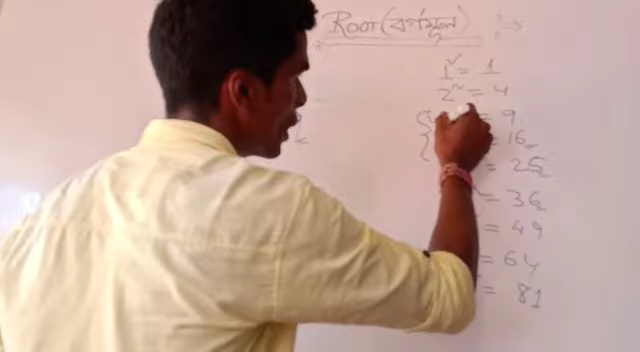 Root (বর্গমূল)
1² = 1
2² = 4
= 9
= 16
= 25
= 36
= 49
= 64
= 81